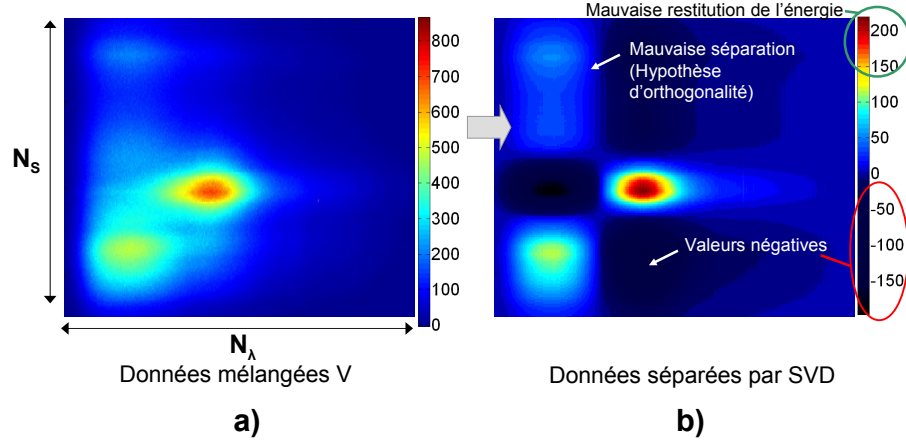 Mauvaise restitution de l'énergie
Mauvaise séparation
(Hypothèse
d'orthogonalité)
Valeurs négatives
N_S
800
700
600
500
400
300
200
100
0
200
150
100
50
0
-50
-100
-150
N_λ
Données mélangées V
Données séparées par SVD
a)
b)